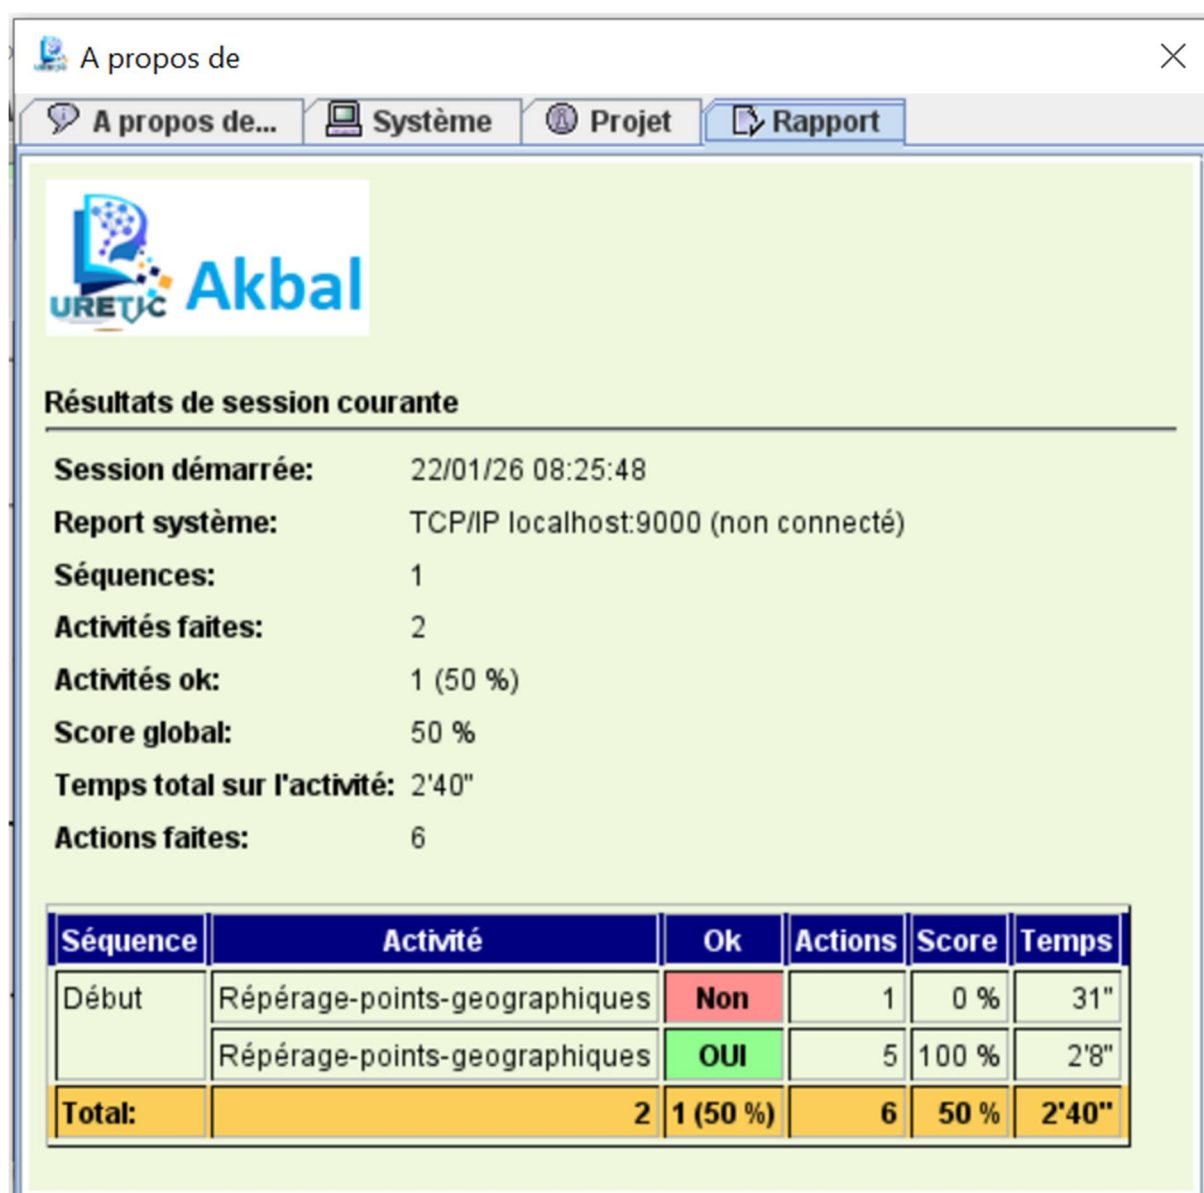 A propos de
A propos de... Système Projet Rapport
URETIC Akbal
Résultats de session courante
Session démarrée: 22/01/26 08:25:48
Report système: TCP/IP localhost:9000 (non connecté)
Séquences: 1
Activités faites: 2
Activités ok: 1 (50 %)
Score global: 50 %
Temps total sur l'activité: 2'40"
Actions faites: 6
Séquence Activité Ok Actions Score Temps
Début Répérage-points-geographiques Non 1 0 % 31"
Répérage-points-geographiques OUI 5 100 % 2'8"
Total: 2 1 (50 %) 6 50 % 2'40"